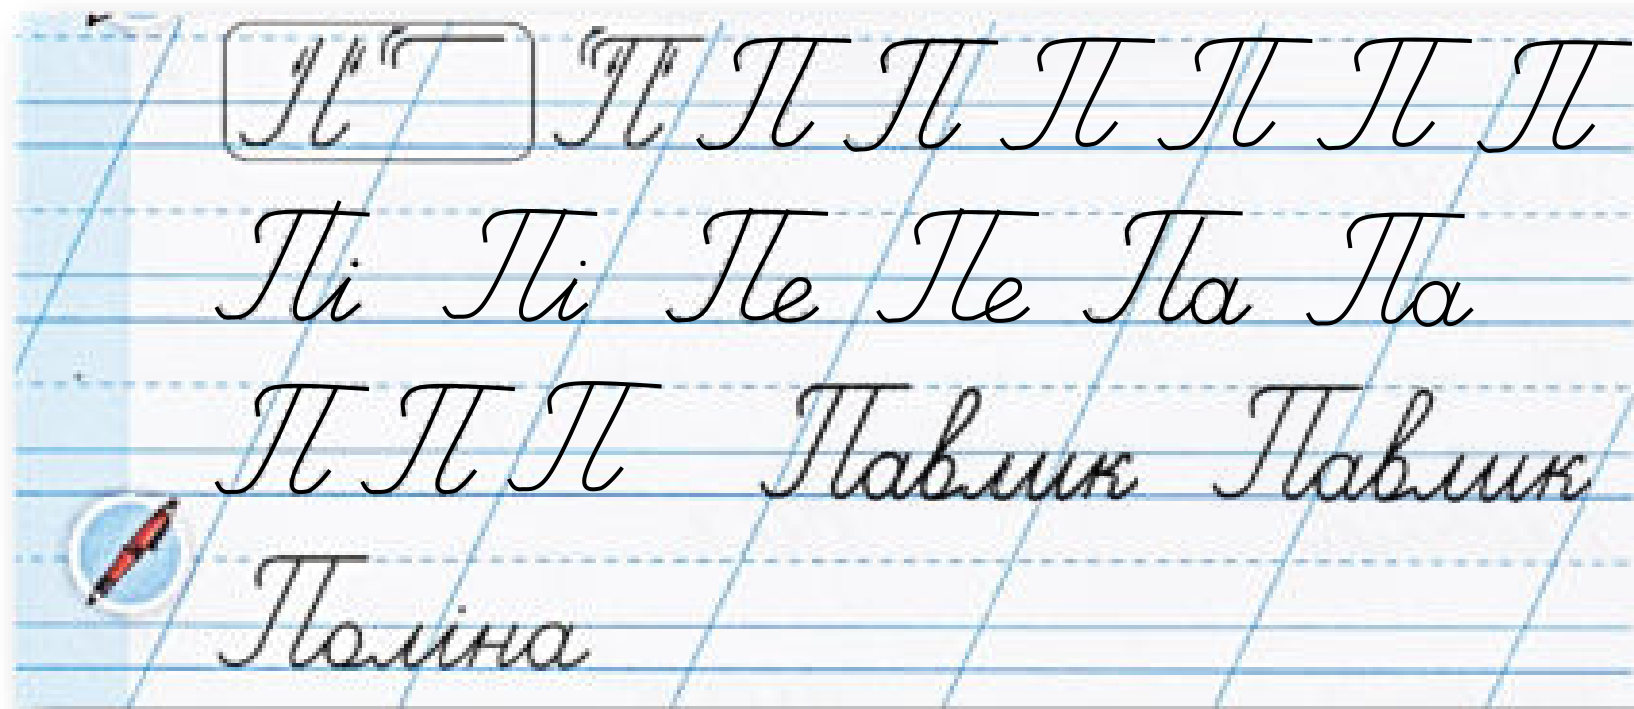 П П П П П П П
Пі Пі Пе Пе Па Па
П П П Павлик Павлик
Поліна